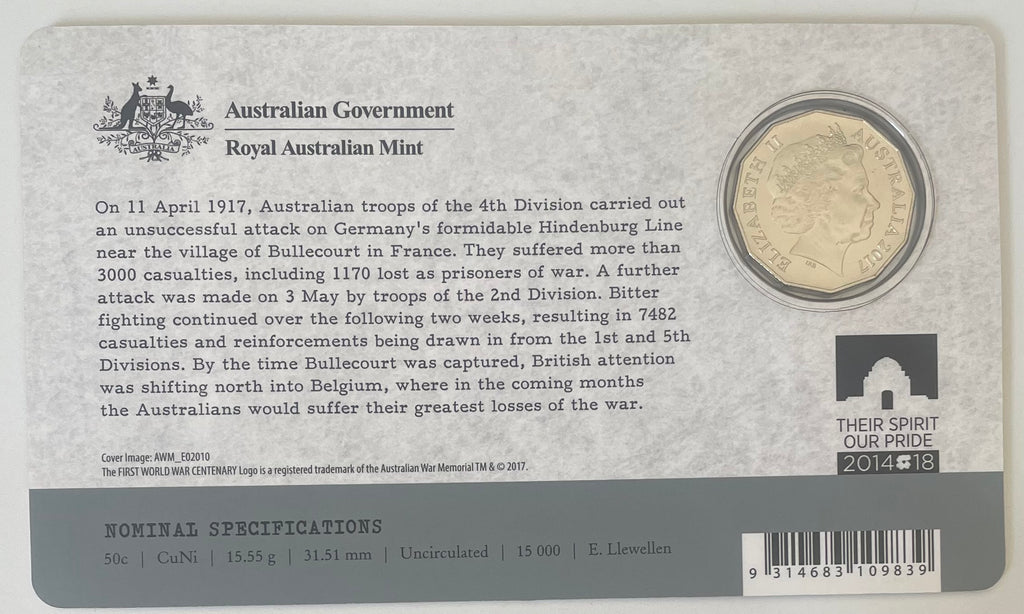 Australian Government
Royal Australian Mint
AUSTRALIA
On 11 April 1917, Australian troops of the 4th Division carried out
an unsuccessful attack on Germany's formidable Hindenburg Line
near the village of Bullecourt in France. They suffered more than
3000 casualties, including 1170 lost as prisoners of war. A further
attack was made on 3 May by troops of the 2nd Division. Bitter
fighting continued over the following two weeks, resulting in 7482
casualties and reinforcements being drawn in from the 1st and 5th
Divisions. By the time Bullecourt was captured, British attention
was shifting north into Belgium, where in the coming months
the Australians would suffer their greatest losses of the war.
ELIZABETH II
AUSTRALIA 2017
IRB
THEIR SPIRIT
OUR PRIDE
2014 18
Cover Image: AWM_E02010
The FIRST WORLD WAR CENTENARY Logo is a registered trademark of the Australian War Memorial TM & © 2017.
NOMINAL SPECIFICATIONS
50c | CuNi | 15.55 g | 31.51 mm | Uncirculated | 15 000 | E. Llewellen
9 314683 109839